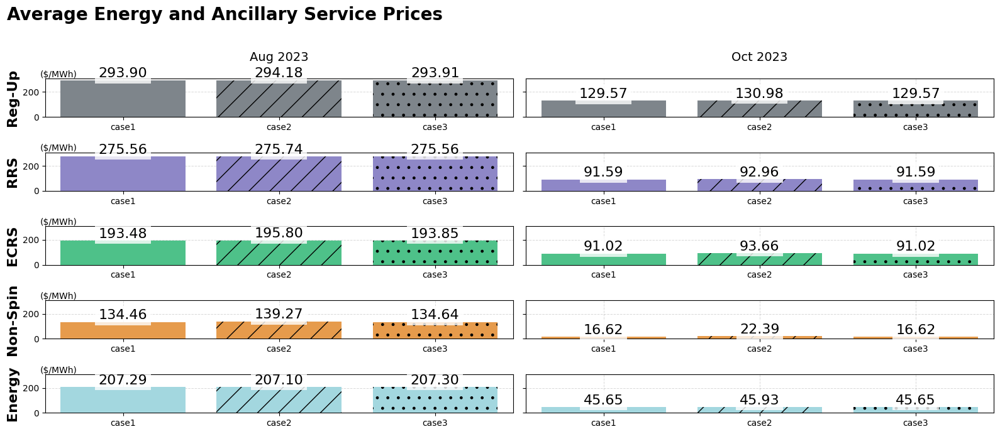 Average Energy and Ancillary Service Prices
Aug 2023
Oct 2023
Reg-Up
($/MWh)
200
0
293.90
294.18
293.91
case1
case2
case3
129.57
130.98
129.57
case1
case2
case3
RRS
($/MWh)
200
0
275.56
275.74
275.56
case1
case2
case3
91.59
92.96
91.59
case1
case2
case3
ECRS
($/MWh)
200
0
193.48
195.80
193.85
case1
case2
case3
91.02
93.66
91.02
case1
case2
case3
Non-Spin
($/MWh)
200
0
134.46
139.27
134.64
case1
case2
case3
16.62
22.39
16.62
case1
case2
case3
Energy
($/MWh)
200
0
207.29
207.10
207.30
case1
case2
case3
45.65
45.93
45.65
case1
case2
case3